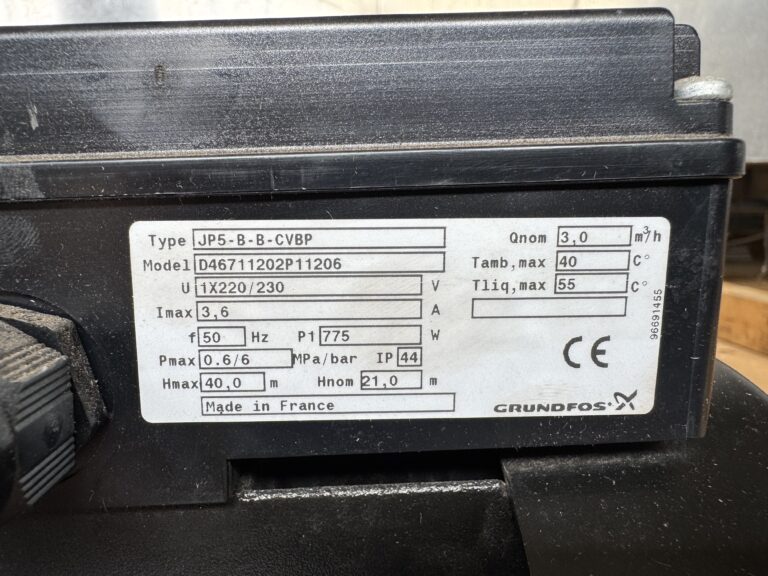 Type JP5-B-B-CVBP Qnom 3,0 m³/h
Model D46711202P11206 Tamb,max 40 C°
U 1X220/230 V Tliq,max 55 C°
Imax 3,6 A
f 50 Hz P1 775 W
Pmax 0.6/6 MPa/bar IP 44
Hmax 40,0 m Hnom 21,0 m
Made in France
CE
GRUNDFOS
96691455